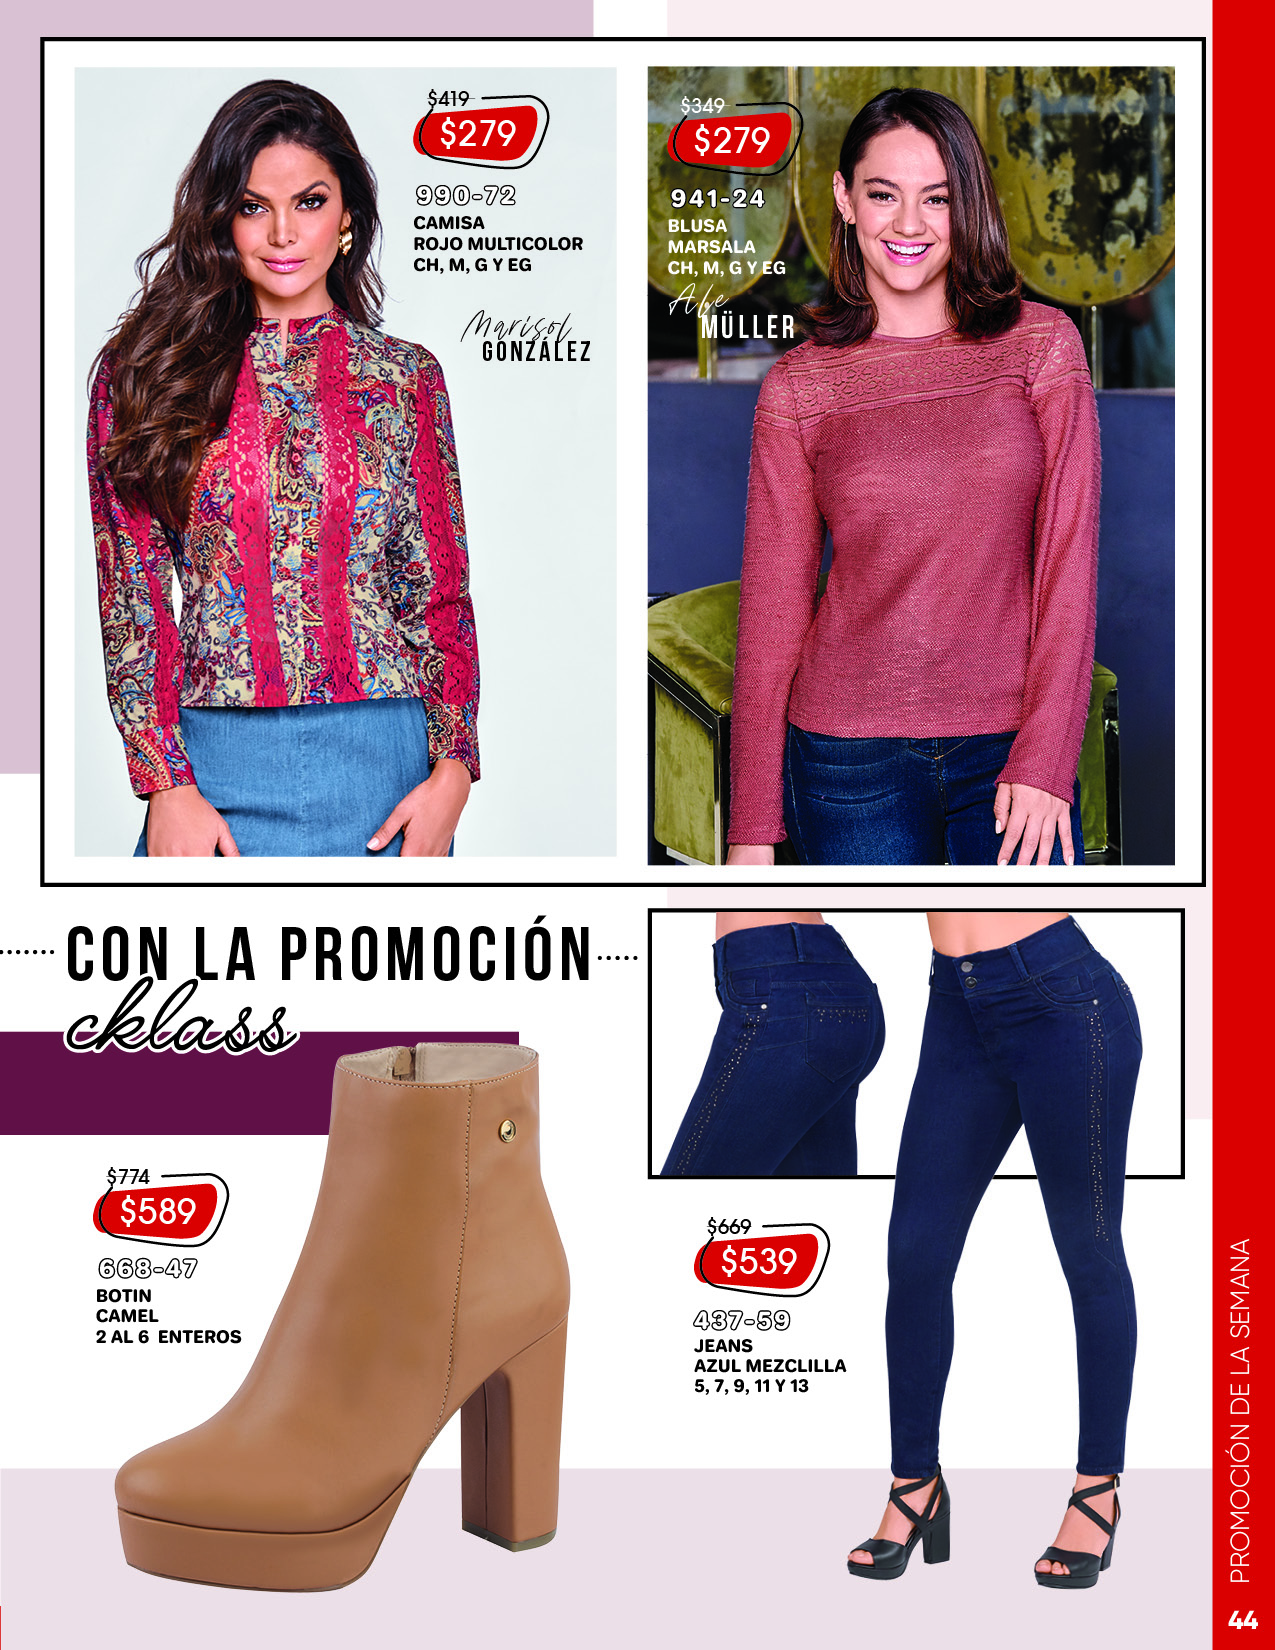 $419
$279
990-72
CAMISA
ROJO MULTICOLOR
CH, M, G Y EG
Marisol
GONZÁLEZ
$349
$279
941-24
BLUSA
MARSALA
CH, M, G Y EG
Ale
MÜLLER
CON LA PROMOCIÓN
cklass
$774
$589
668-47
BOTIN
CAMEL
2 AL 6 ENTEROS
$669
$539
437-59
JEANS
AZUL MEZCLILLA
5, 7, 9, 11 Y 13
PROMOCIÓN DE LA SEMANA
44